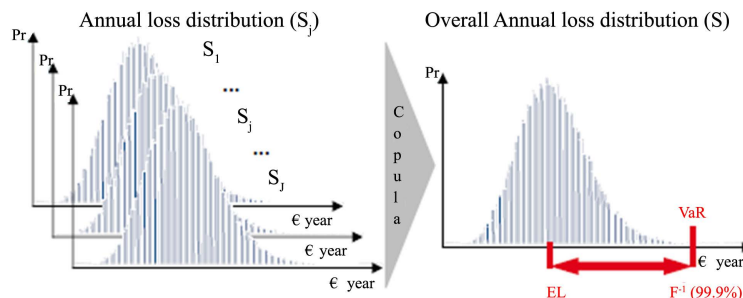 Annual loss distribution (Sj)
Overall Annual loss distribution (S)
Pr
Pr
Pr
S1
...
Sj
...
SJ
€ year
€ year
€ year
Copula
Pr
VaR
€ year
EL
F-1 (99.9%)